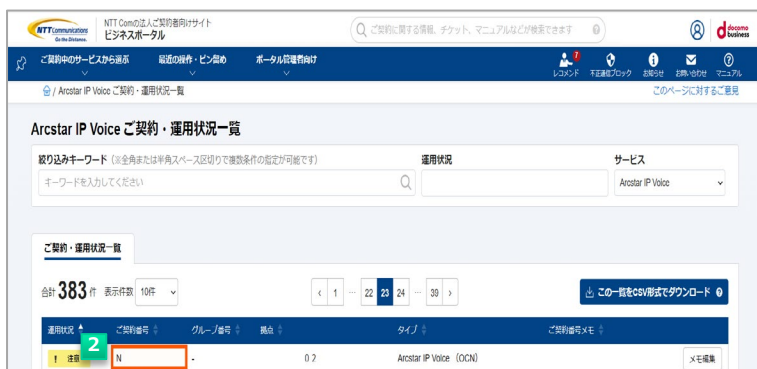 NTT Communications
Go the Distance.
NTT Comの法人ご契約者向けサイト
ビジネスポータル
ご契約に関する情報、チケット、マニュアルなどが検索できます
docomo business
ご契約中のサービスから選ぶ
最近の操作・ピン留め
ポータル管理者向け
レコメンド
不正通信ブロック
お知らせ
お問い合わせ
マニュアル
/ Arcstar IP Voice ご契約・運用状況一覧
このページに対するご意見
Arcstar IP Voice ご契約・運用状況一覧
絞り込みキーワード（※全角または半角スペース区切りで複数条件の指定が可能です）
運用状況
サービス
キーワードを入力してください
Arcstar IP Voice
ご契約・運用状況一覧
合計 383 件 表示件数 10件
1 … 22 23 24 … 39
この一覧をCSV形式でダウンロード
運用状況 ご契約番号 グループ番号 拠点 タイプ ご契約番号メモ
2
! 注意 N - 0 2 Arcstar IP Voice（OCN） メモ編集